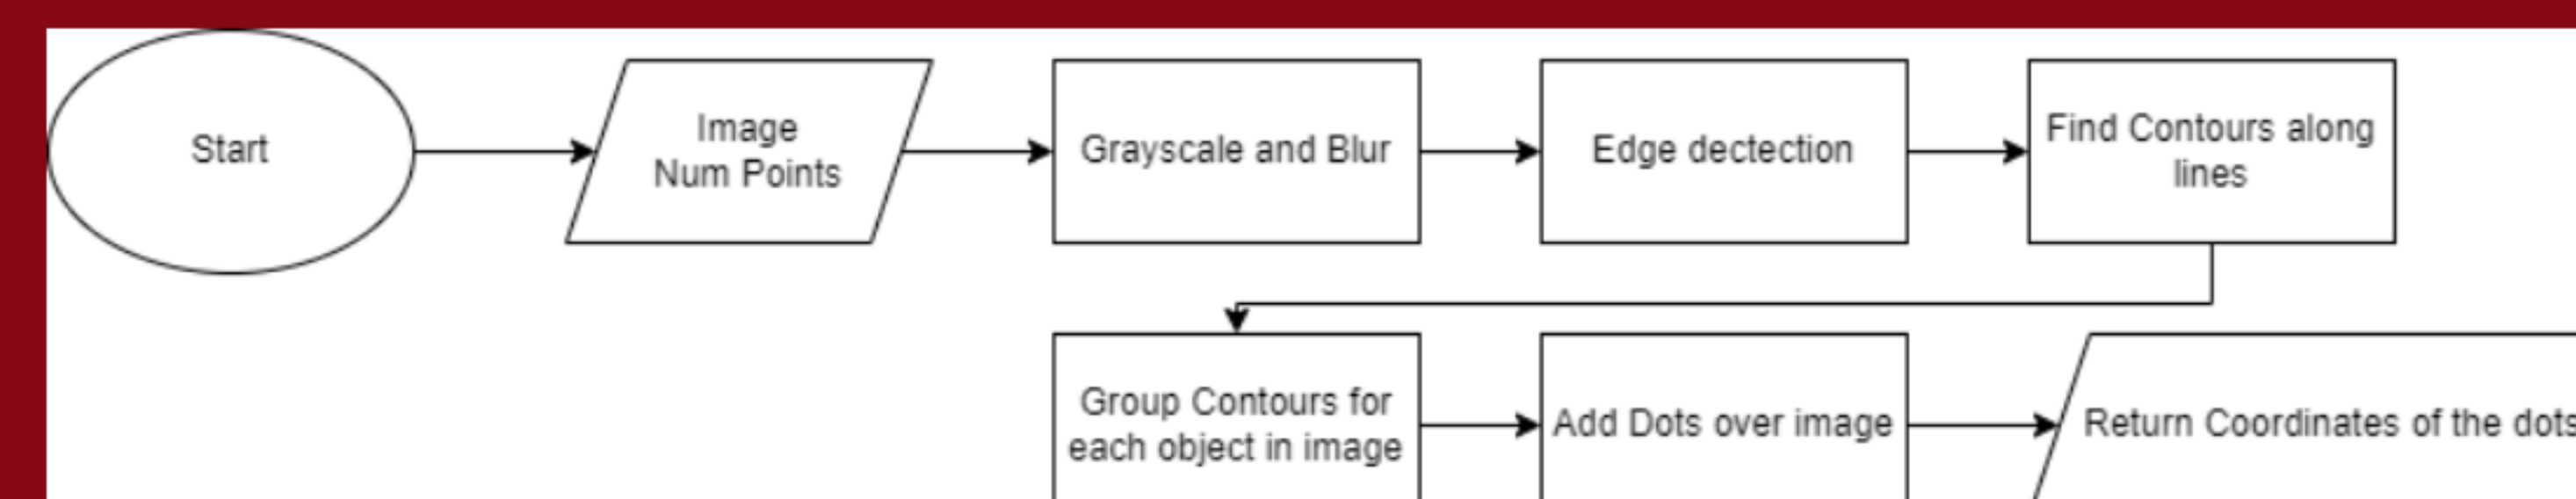 Start
Image
Num Points
Grayscale and Blur
Edge dectection
Find Contours along
lines
Group Contours for
each object in image
Add Dots over image
Return Coordinates of the dots